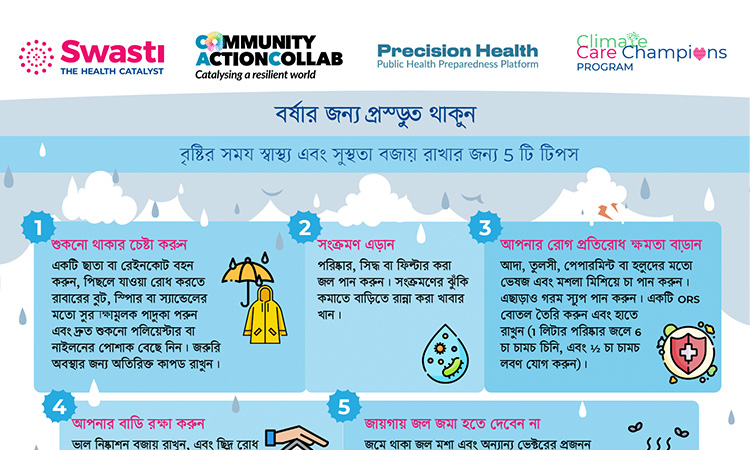 Swasti
THE HEALTH CATALYST
COMMUNITY
ACTIONCOLLAB
Catalysing a resilient world
Precision Health
Public Health Preparedness Platform
Climate
Care Champions
PROGRAM
বর্ষার জন্য প্রস্তুত থাকুন
বৃষ্টির সময় স্বাস্থ্য এবং সুস্থতা বজায় রাখার জন্য 5 টি টিপস
1
শুকনো থাকার চেষ্টা করুন
একটি ছাতা বা রেইনকোট বহন
করুন, পিছলে যাওয়া রোধ করতে
রাবারের বুট, স্পিার বা স্যান্ডেলের
মতো সুরক্ষামূলক পাদুকা পরুন
এবং দ্রুত শুকনো পলিয়েস্টার বা
নাইলনের পোশাক বেছে নিন। জরুরি
অবস্থার জন্য অতিরিক্ত কাপড রাখুন।
2
সংক্রমণ এড়ান
পরিষ্কার, সিদ্ধ বা ফিল্টার করা
জল পান করুন। সংক্রমণের ঝুঁকি
কমাতে বাড়িতে রান্না করা খাবার
খান।
3
আপনার রোগ প্রতিরোধ ক্ষমতা বাড়ান
আদা, তুলসী, পেপারমিন্ট বা হলুদের মতো
ভেষজ এবং মশলা মিশিয়ে চা পান করুন।
এছাড়াও গরম স্যুপ পান করুন। একটি ORS
বোতল তৈরি করুন এবং হাতে
রাখুন (1 লিটার পরিষ্কার জলে 6
চা চামচ চিনি, এবং ½ চা চামচ
লবণ যোগ করুন)।
4
আপনার বাডি রক্ষা করুন
ভাল নিষ্কাশন বজায় রাখুন, এবং ছিদ্র রোধ
5
জায়গায় জল জমা হতে দেবেন না
জমে থাকা জল মশা এবং অন্যান্য ভেক্টরের প্রজনন